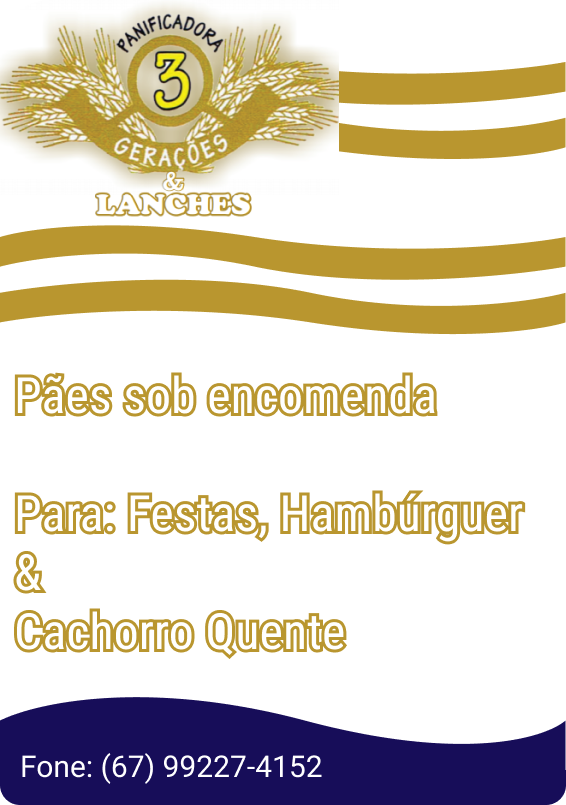 PANIFICADORA
3
GERAÇÕES
&
LANCHES
Pães sob encomenda
Para: Festas, Hambúrguer
&
Cachorro Quente
Fone: (67) 99227-4152